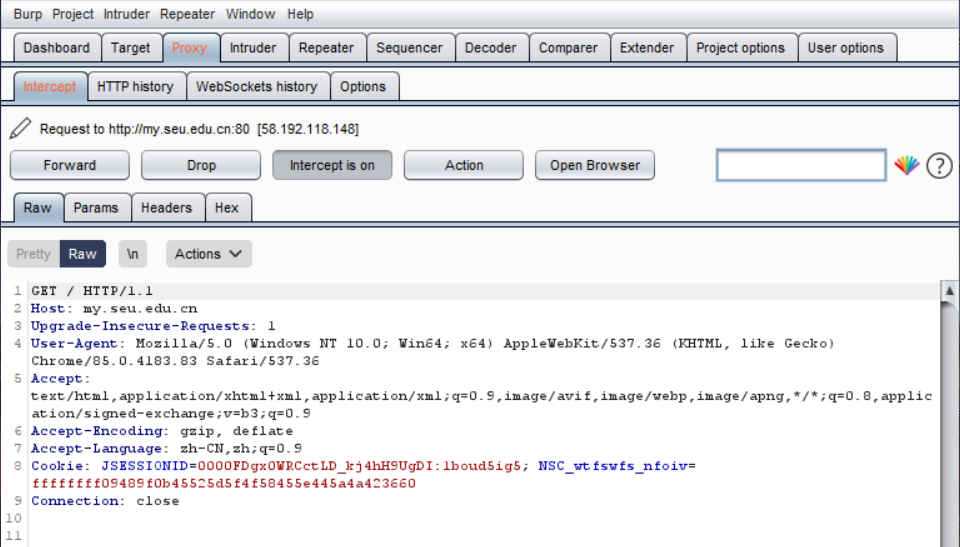 Burp Project Intruder Repeater Window Help
Dashboard Target Proxy Intruder Repeater Sequencer Decoder Comparer Extender Project options User options
Intercept HTTP history WebSockets history Options
Request to http://my.seu.edu.cn:80 [58.192.118.148]
Forward Drop Intercept is on Action Open Browser ?
Raw Params Headers Hex
Pretty Raw \n Actions
1 GET / HTTP/1.1
2 Host: my.seu.edu.cn
3 Upgrade-Insecure-Requests: 1
4 User-Agent: Mozilla/5.0 (Windows NT 10.0; Win64; x64) AppleWebKit/537.36 (KHTML, like Gecko)
Chrome/85.0.4183.83 Safari/537.36
5 Accept:
text/html,application/xhtml+xml,application/xml;q=0.9,image/avif,image/webp,image/apng,*/*;q=0.8,applic
ation/signed-exchange;v=b3;q=0.9
6 Accept-Encoding: gzip, deflate
7 Accept-Language: zh-CN,zh;q=0.9
8 Cookie: JSESSIONID=0000FDgx0WRCctLD_kj4hH9UgDI:1boud5ig5; NSC_wtfswfs_nfoiv=
ffffffff09489f0b45525d5f4f58455e445a4a423660
9 Connection: close
10
11